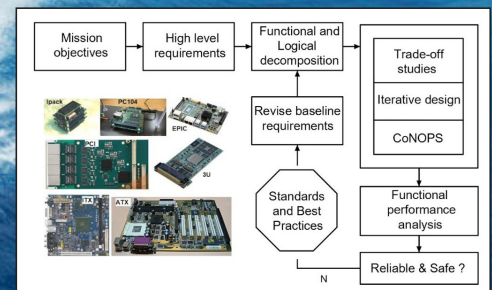 Mission
objectives
High level
requirements
Functional and
Logical
decomposition
Trade-off
studies
Iterative design
CoNOPS
Revise baseline
requirements
Standards
and Best
Practices
Functional
performance
analysis
Reliable & Safe ?
N
Ipack
PC104
EPIC
PCI
3U
ITX
ATX